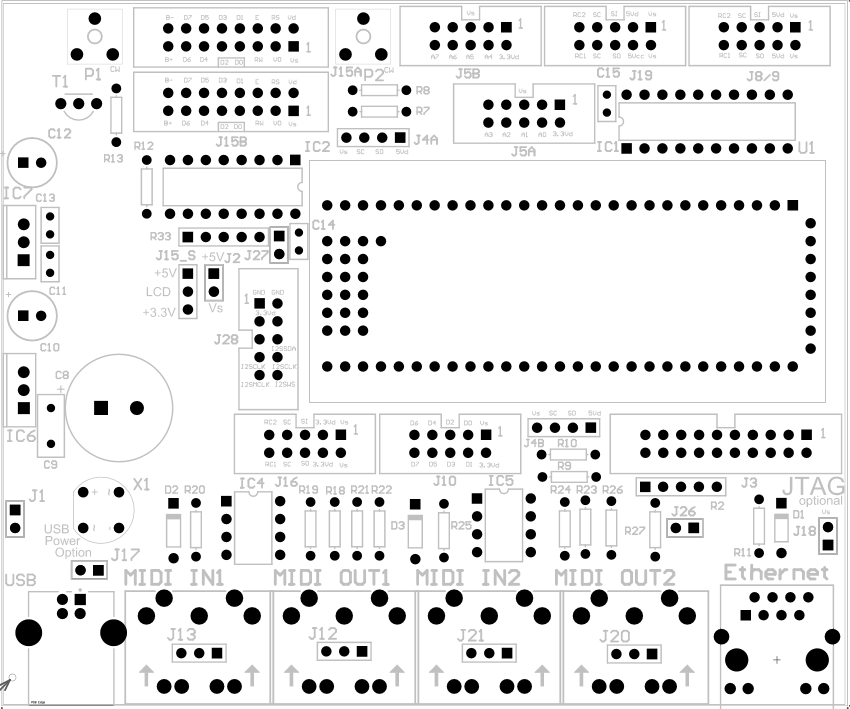 B- D7 D5 D3 D1 E RS Vd
B+ D6 D4 D2 D0 RW V0 Vs
1
P1
CW
J15A
P2
CW
Vs
1
A7 A6 A5 A4 3.3Vd
J5B
RC2 SC SI 5Vd Vs
1
RC1 SC SO 5Vcc Vs
J19
RC2 SC SI 5Vd Vs
1
RC1 SC SO 5Vd Vs
J8/9
T1
B- D7 D5 D3 D1 E RS Vd
B+ D6 D4 D2 D0 RW V0 Vs
1
J15B
R8
R7
C15
Vs
1
A3 A2 A1 A0 3.3Vd
J5A
C12
R13
R12
IC2
J4A
Vs SC SO 5Vd
IC1
U1
IC7
C13
R33
J27
C14
J15_S
+5V
J2
+5V
LCD
+3.3V
Vs
C11
C10
GND GND
1
3.3Vd
J28
I2SSDA
I2SCLK I2SCLK
I2SMCLK I2SWS
C8
+
IC6
C9
RC2 SC SI 3.3Vd Vs
1
RC1 SC SO 3.3Vd Vs
J16
D6 D4 D2 D0 Vs
1
D7 D5 D3 D1 Vs
J10
Vs SC SO 5Vd
J4B
R10
R9
1
J1
X1
D2 R20
IC4
R19 R18 R21 R22
D3
R25
IC5
R24 R23 R26
R27
R2
J26
J3
JTAG
optional
R11
D1
Vs
J18
USB
Power
Option
J17
USB
MIDI IN1
MIDI OUT1
MIDI IN2
MIDI OUT2
Ethernet
J13
J12
J21
J20